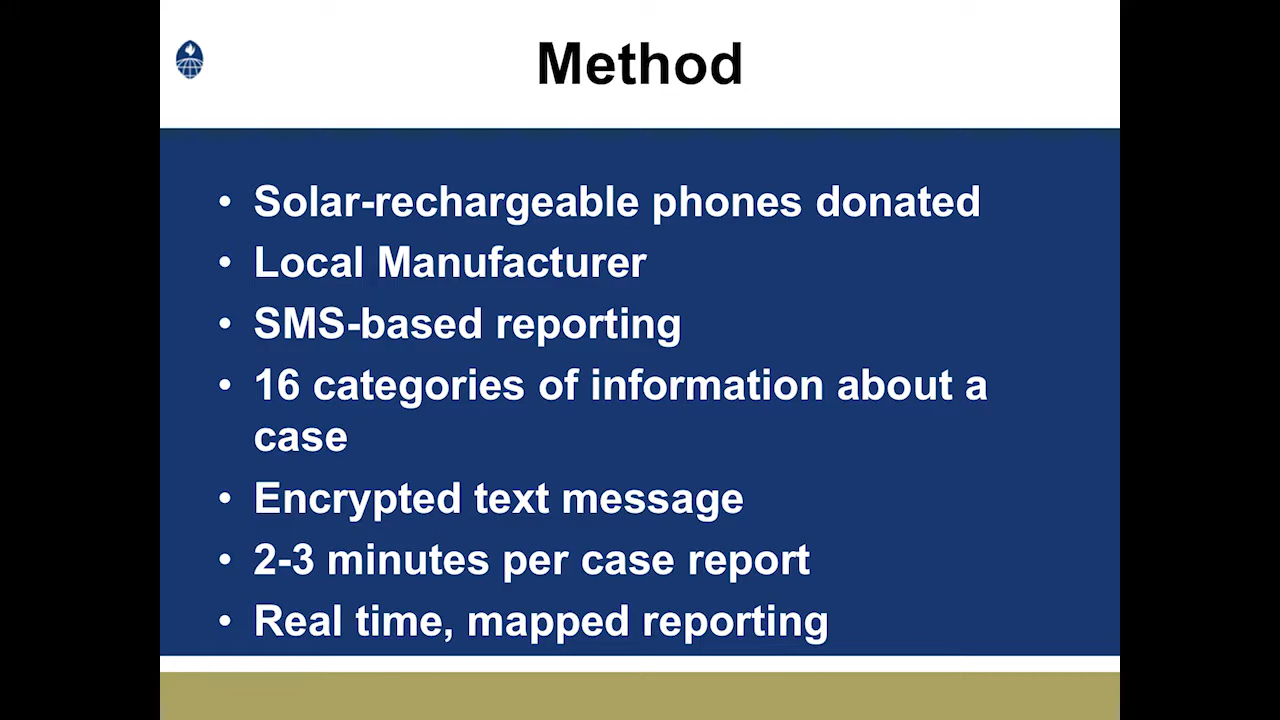 Method
• Solar-rechargeable phones donated
• Local Manufacturer
• SMS-based reporting
• 16 categories of information about a
case
• Encrypted text message
• 2-3 minutes per case report
• Real time, mapped reporting